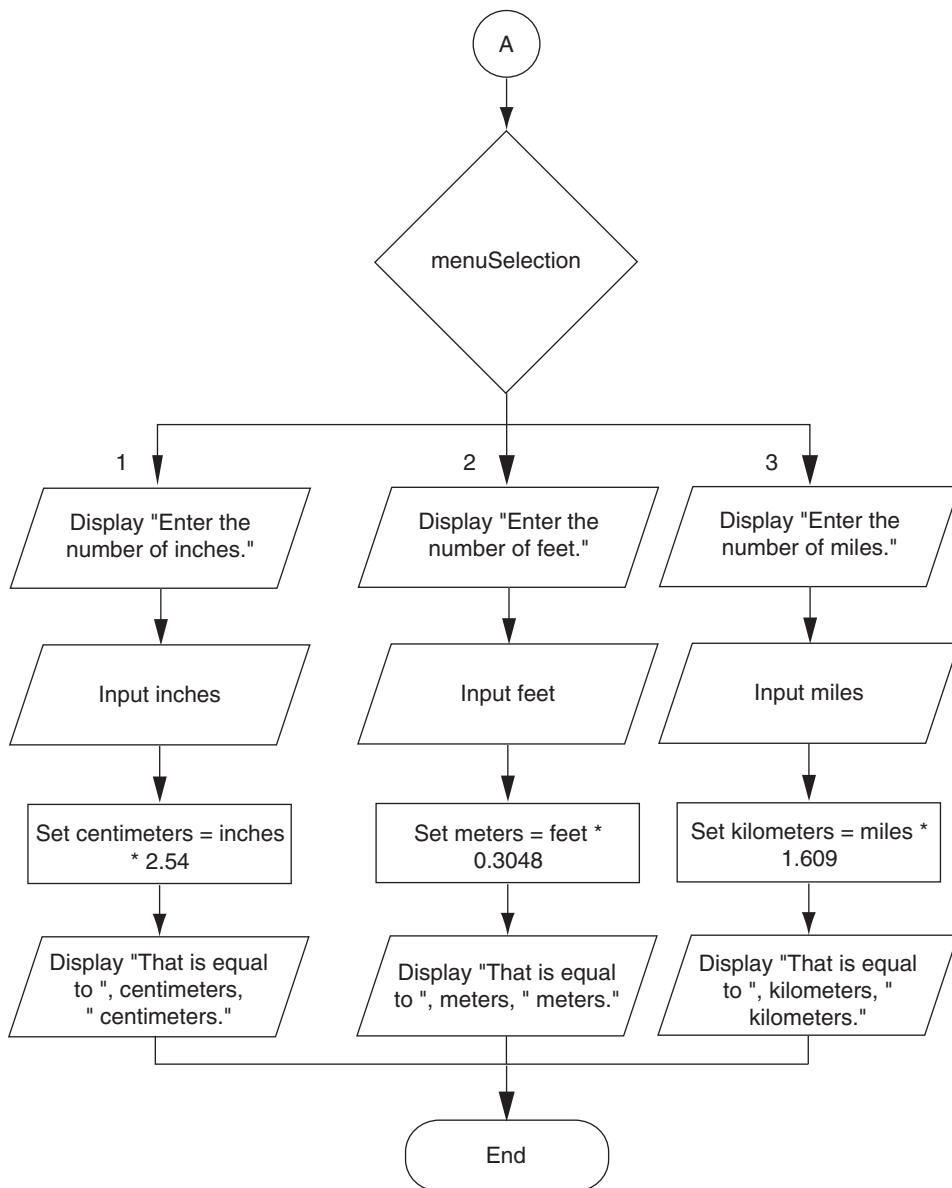 A
menuSelection
1
2
3
Display "Enter the
number of inches."
Display "Enter the
number of feet."
Display "Enter the
number of miles."
Input inches
Input feet
Input miles
Set centimeters = inches
* 2.54
Set meters = feet *
0.3048
Set kilometers = miles *
1.609
Display "That is equal
to ", centimeters,
" centimeters."
Display "That is equal
to ", meters, " meters."
Display "That is equal
to ", kilometers, "
kilometers."
End